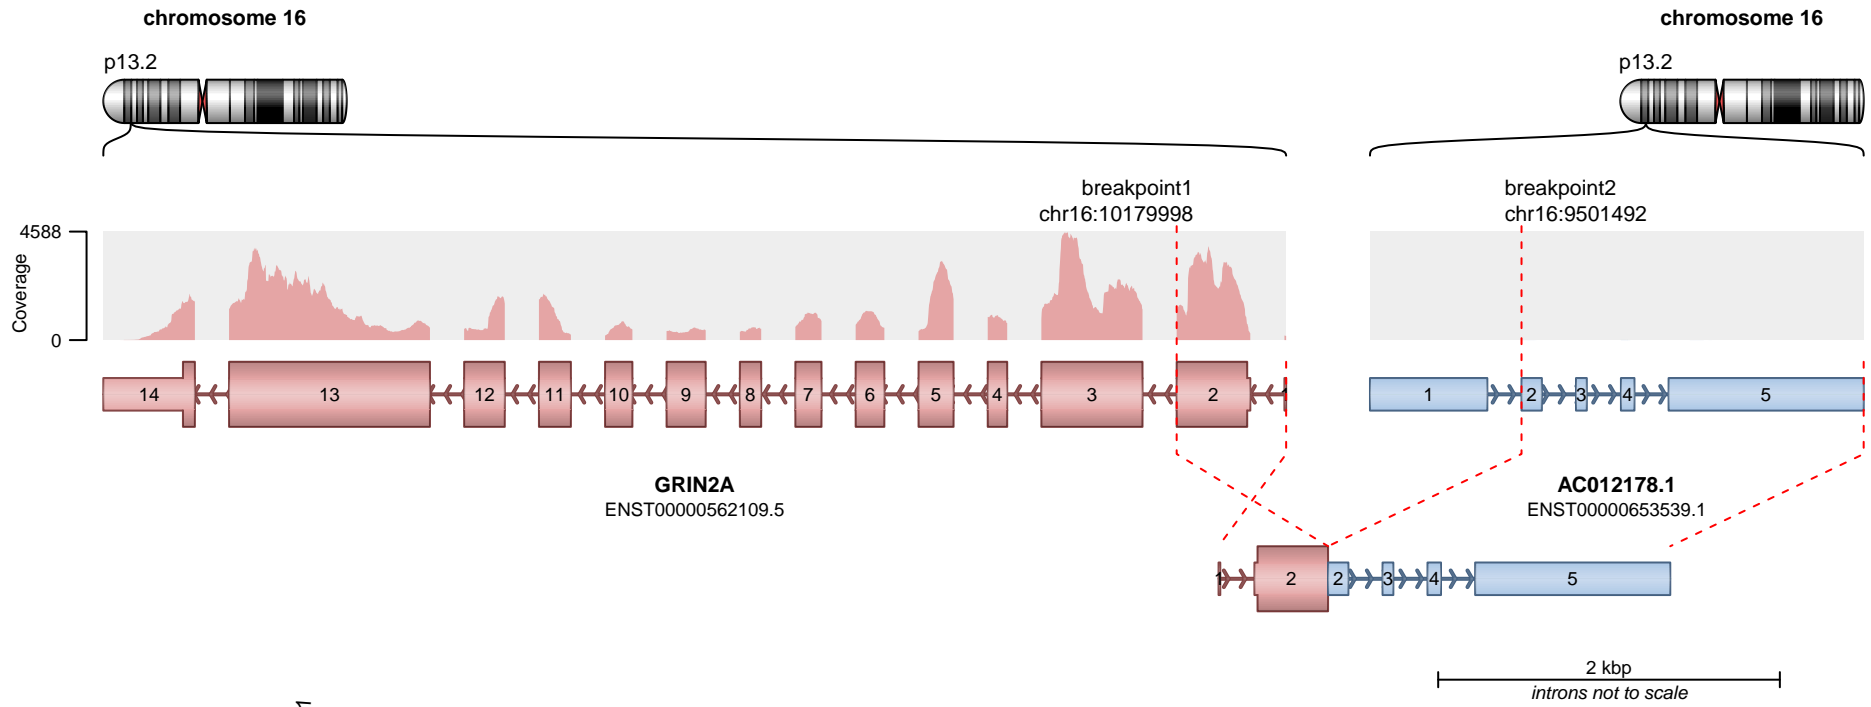 chromosome 16
chromosome 16
p13.2
p13.2
breakpoint1
chr16:10179998
breakpoint2
chr16:9501492
4588
Coverage
0
14 13 12 11 10 9 8 7 6 5 4 3 2 1
1 2 3 4 5
GRIN2A
ENST00000562109.5
AC012178.1
ENST00000653539.1
1 2 2 3 4 5
2 kbp
introns not to scale